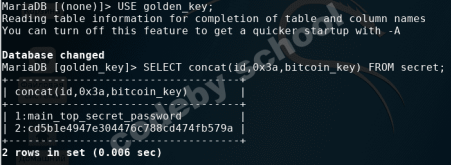 MariaDB [(none)]> USE golden_key;
Reading table information for completion of table and column names
You can turn off this feature to get a quicker startup with -A

Database changed
MariaDB [golden_key]> SELECT concat(id,0x3a,bitcoin_key) FROM secret;
+------------------------------------+
| concat(id,0x3a,bitcoin_key)        |
+------------------------------------+
| 1:main_top_secret_password         |
| 2:cd5b1e4947e304476c788cd474fb579a |
+------------------------------------+
2 rows in set (0.006 sec)
codeby school